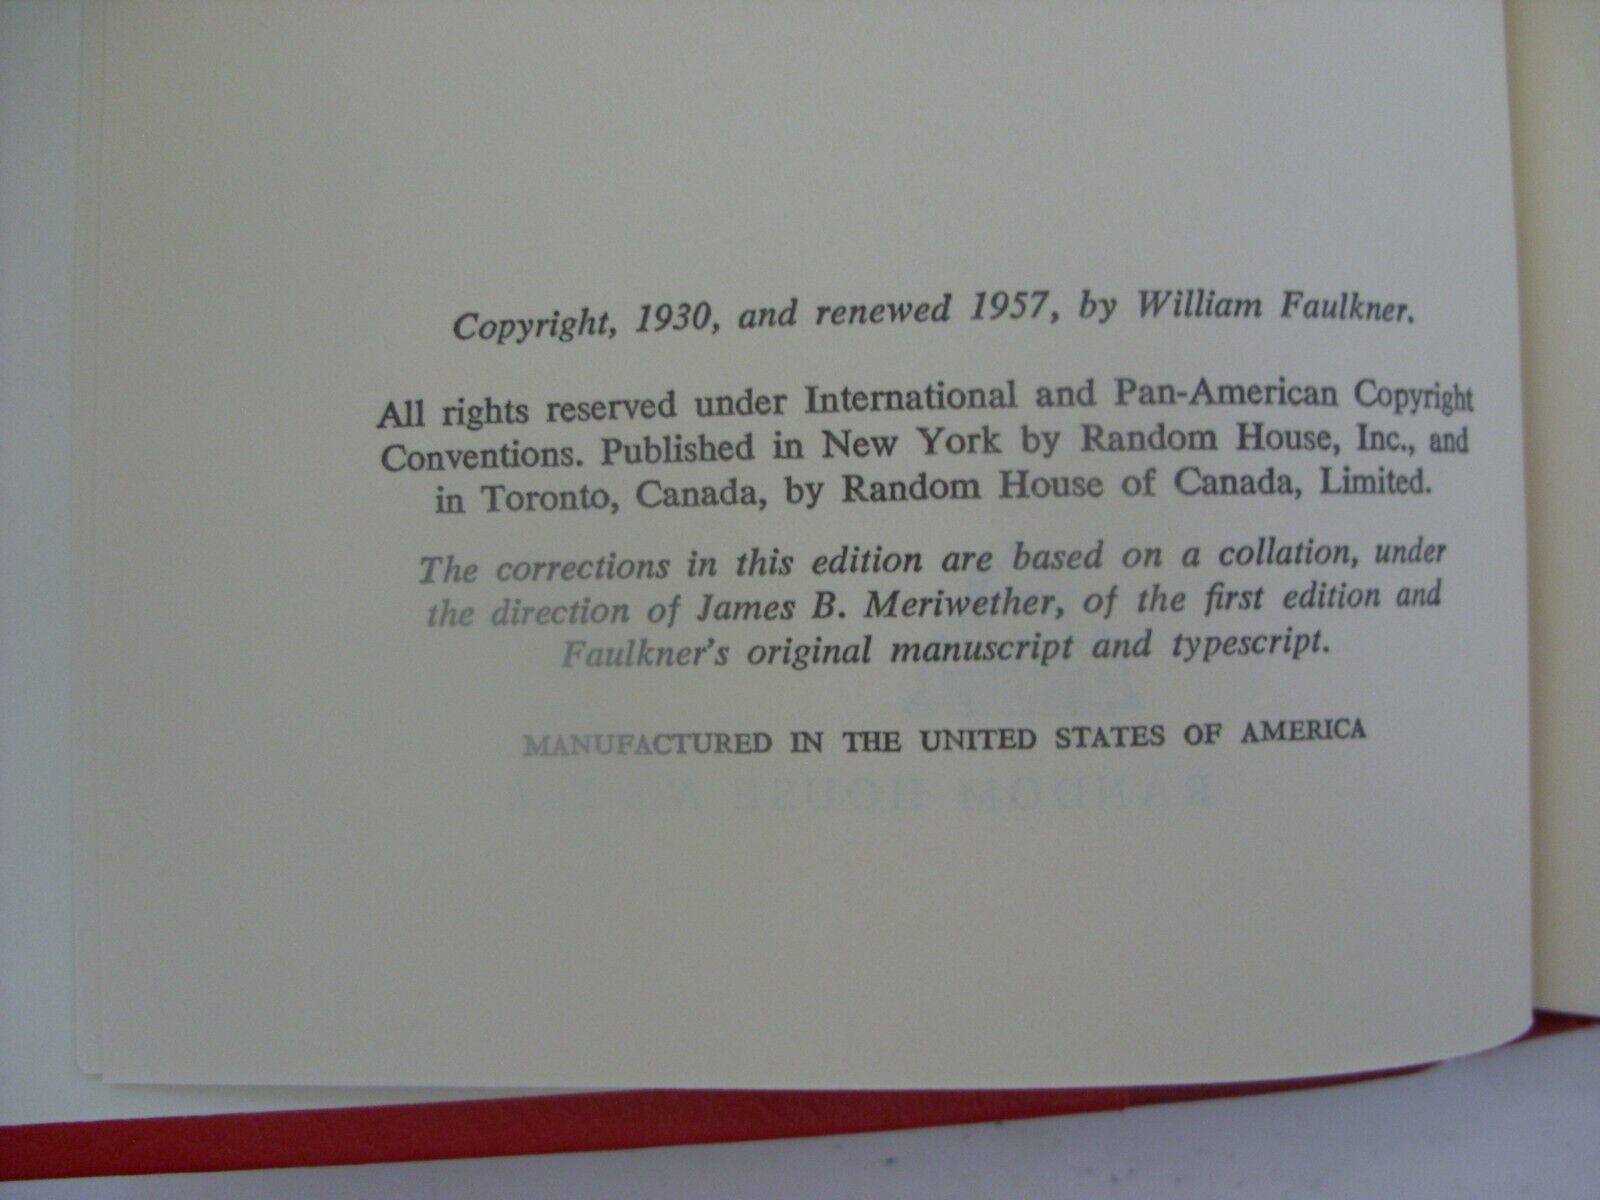 Copyright, 1930, and renewed 1957, by William Faulkner.
All rights reserved under International and Pan-American Copyright
Conventions. Published in New York by Random House, Inc., and
in Toronto, Canada, by Random House of Canada, Limited.
The corrections in this edition are based on a collation, under
the direction of James B. Meriwether, of the first edition and
Faulkner's original manuscript and typescript.
MANUFACTURED IN THE UNITED STATES OF AMERICA
RANDOM HOUSE